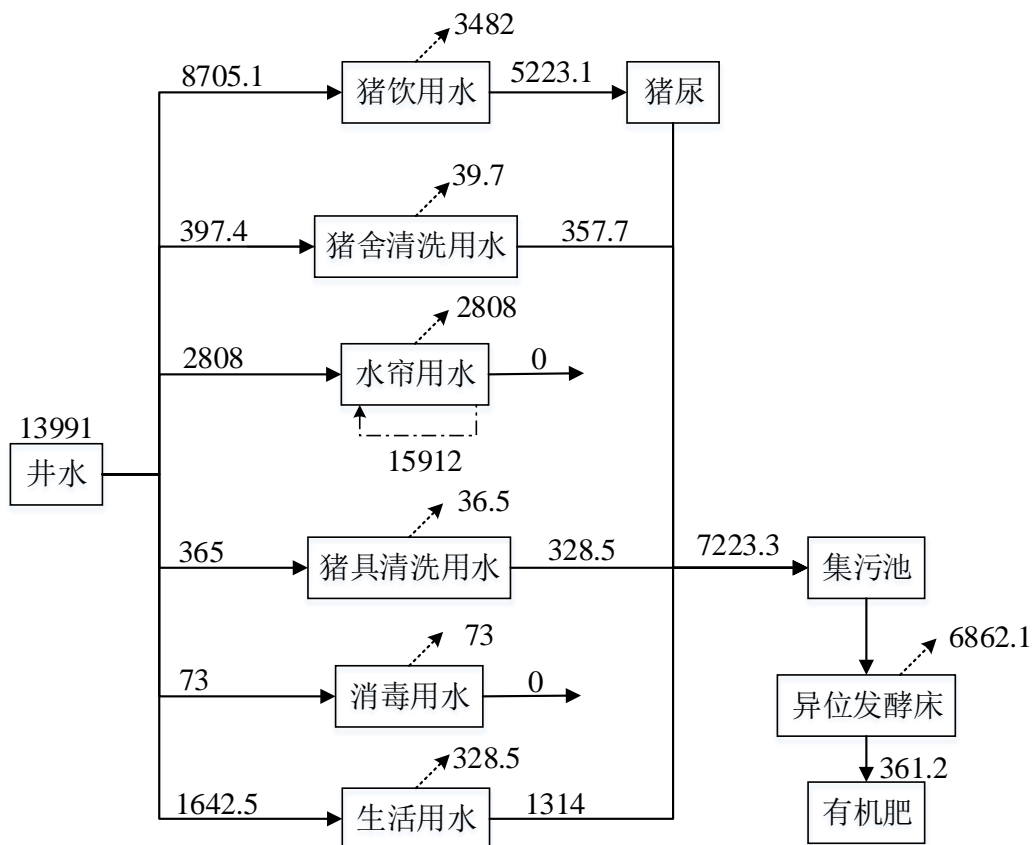 3482
8705.1
猪饮用水
5223.1
猪尿
39.7
397.4
猪舍清洗用水
357.7
2808
2808
水帘用水
0
15912
13991
井水
36.5
365
猪具清洗用水
328.5
7223.3
集污池
73
73
消毒用水
0
6862.1
异位发酵床
328.5
1642.5
生活用水
1314
361.2
有机肥